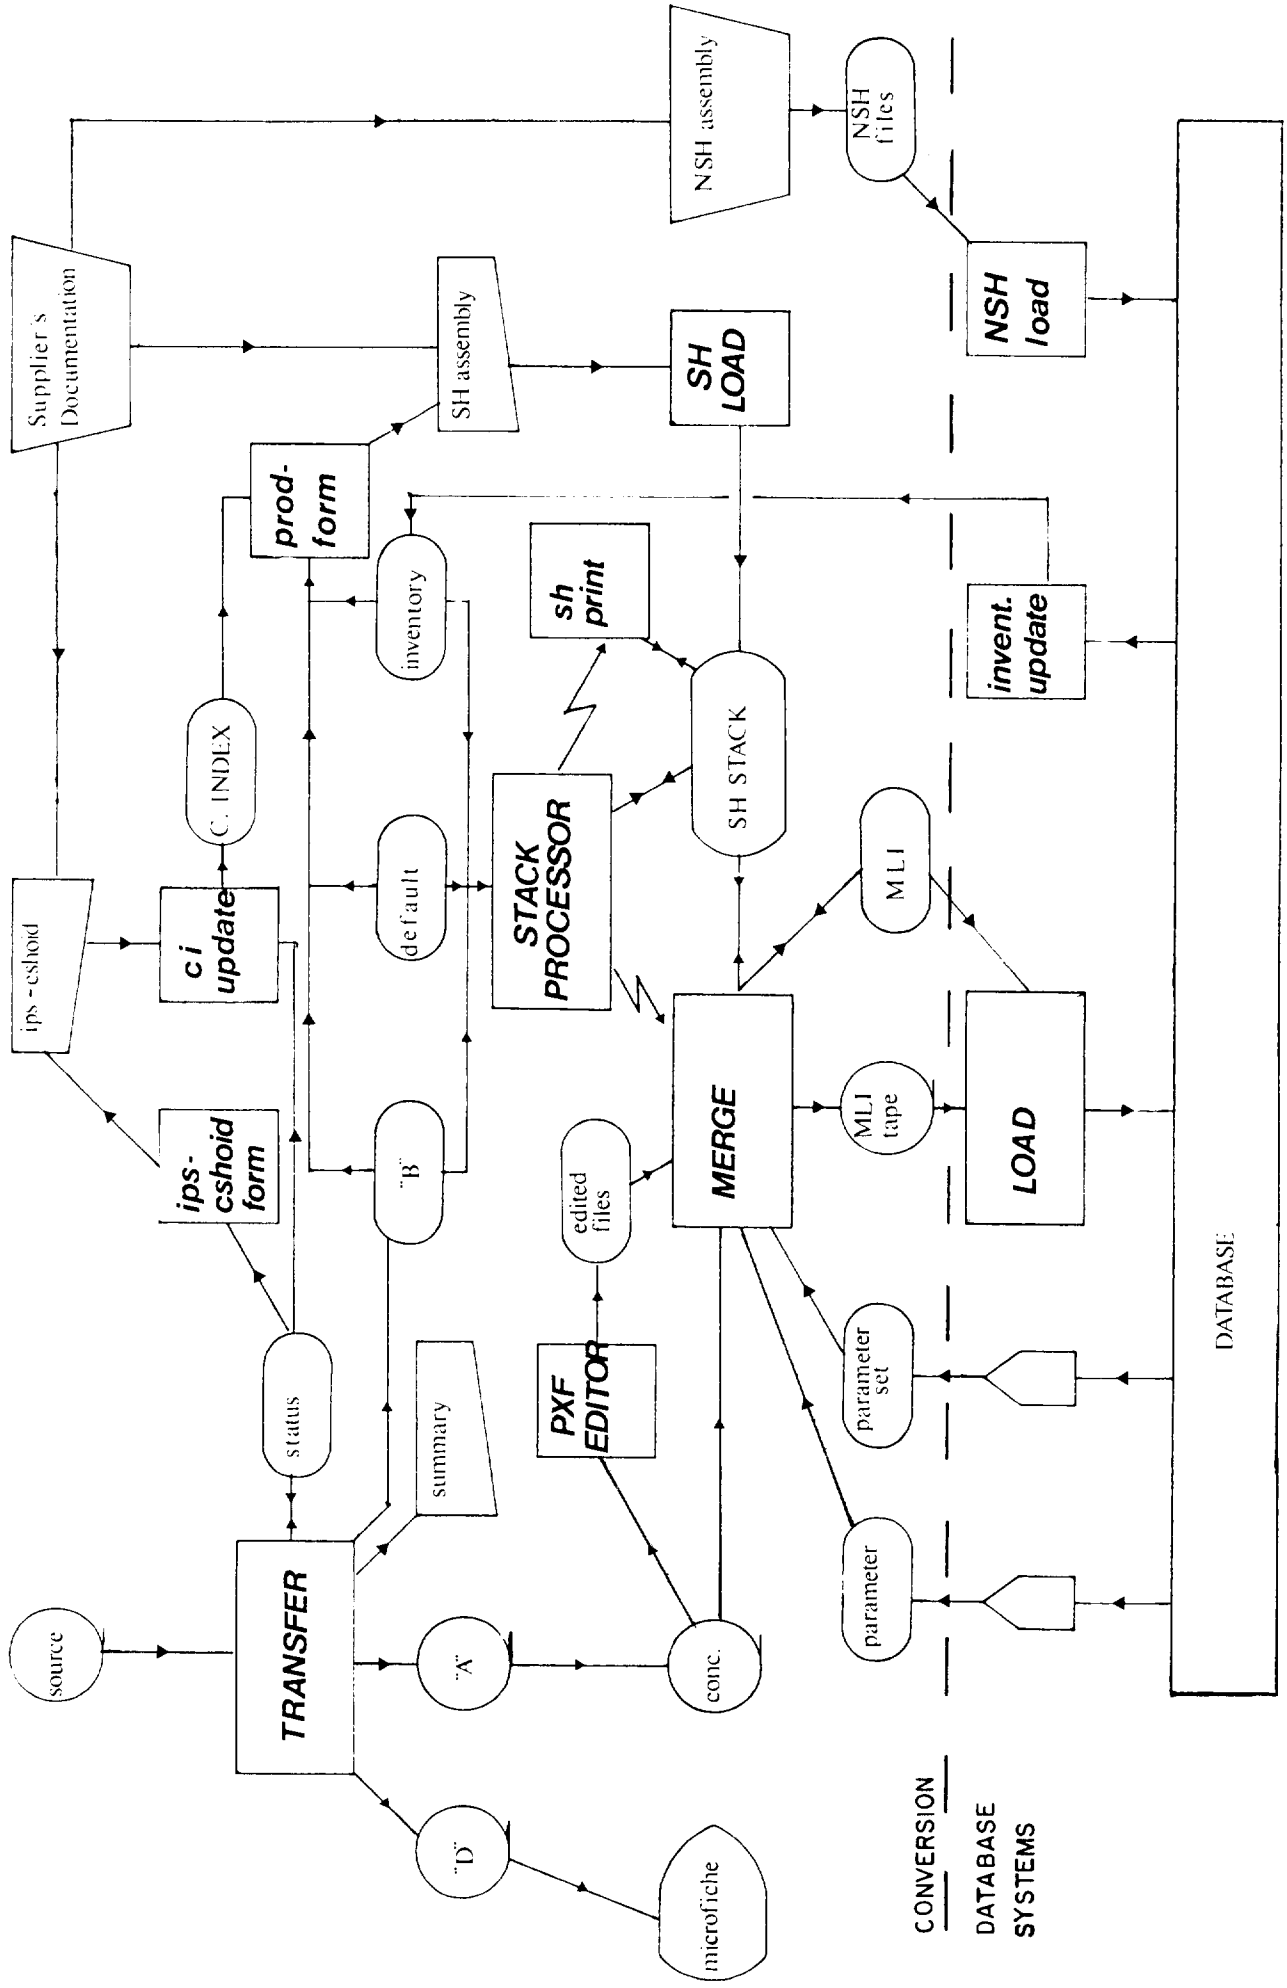 source
TRANSFER
"D"
microfiche
"A"
conc.
status
summary
ips-
cshoid
form
ips-cshoid
ci
update
C. INDEX
Supplier's
Documentation
prod-
form
SH assembly
SH
LOAD
NSH assembly
NSH
files
NSH
load
"B"
default
inventory
STACK
PROCESSOR
sh
print
SH STACK
PXF
EDITOR
edited
files
MERGE
MLI
MLI
tape
LOAD
invent.
update
parameter
parameter
set
CONVERSION
DATABASE
SYSTEMS
DATABASE